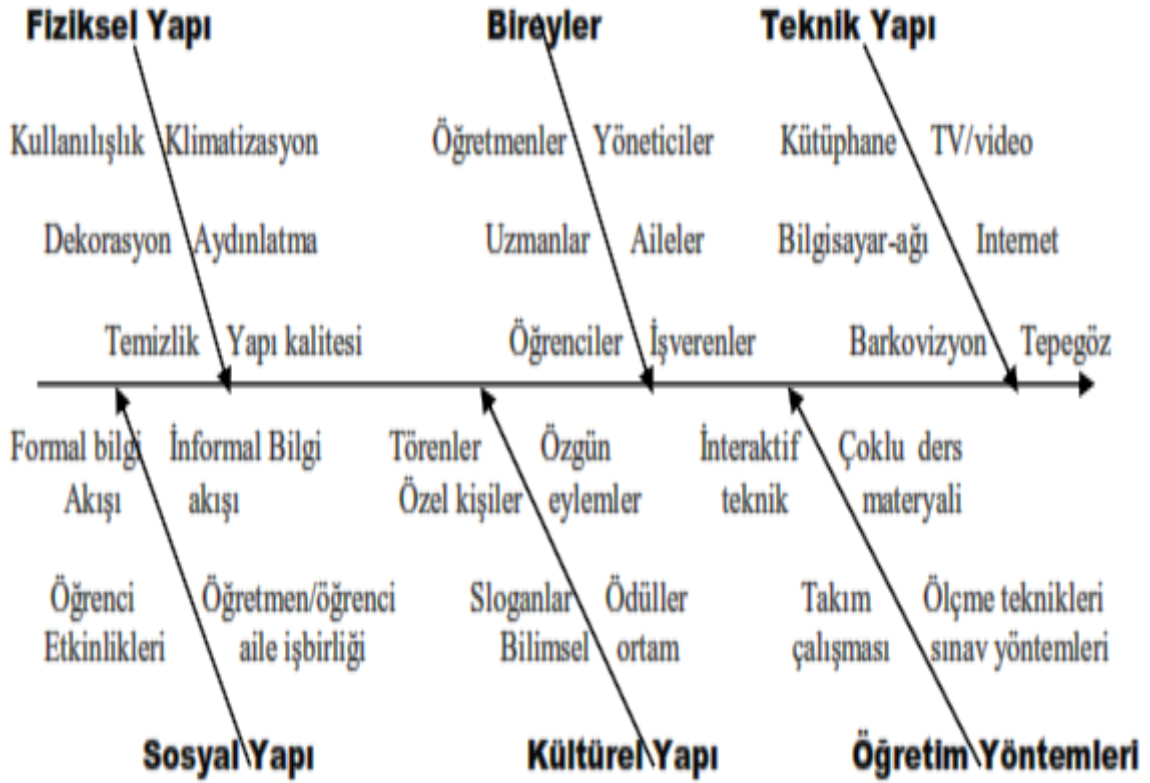 Fiziksel Yapı Bireyler Teknik Yapı
Kullanılışlık Klimatizasyon Öğretmenler Yöneticiler Kütüphane TV/video
Dekorasyon Aydınlatma Uzmanlar Aileler Bilgisayar-ağı Internet
Temizlik Yapı kalitesi Öğrenciler İşverenler Barkovizyon Tepegöz
Formal bilgi İnformal Bilgi Törenler Özgün İnteraktif Çoklu ders
Akışı akışı Özel kişiler eylemler teknik materyali
Öğrenci Öğretmen/öğrenci Sloganlar Ödüller Takım Ölçme teknikleri
Etkinlikleri aile işbirliği Bilimsel ortam çalışması sınav yöntemleri
Sosyal Yapı Kültürel Yapı Öğretim Yöntemleri